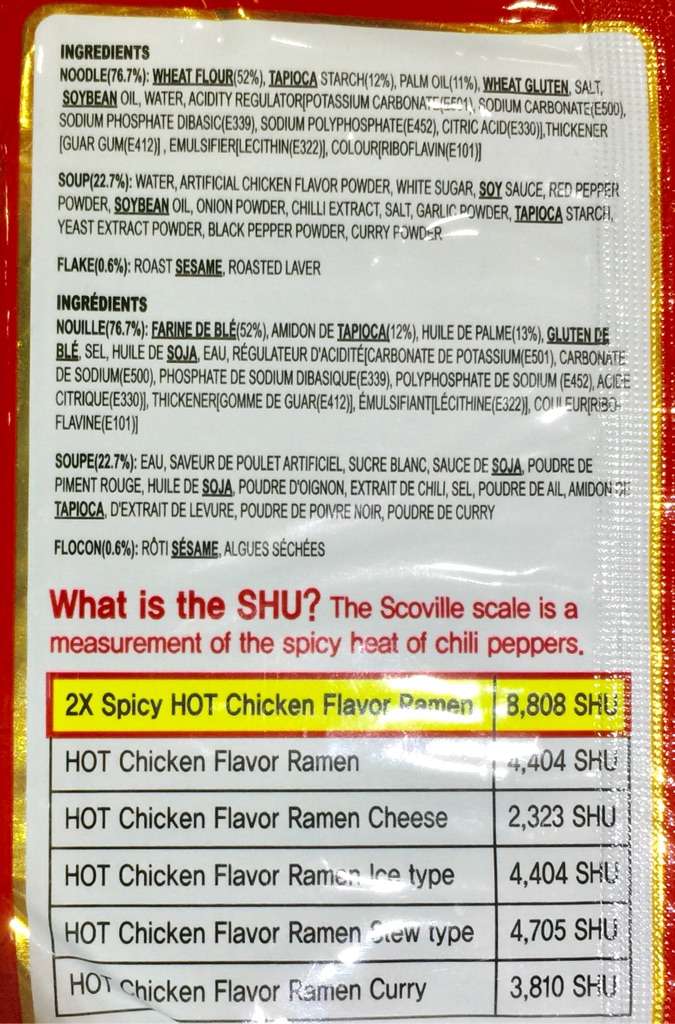 INGREDIENTS
NOODLE(76.7%): WHEAT FLOUR(52%), TAPIOCA STARCH(12%), PALM OIL(11%), WHEAT GLUTEN, SALT,
SOYBEAN OIL, WATER, ACIDITY REGULATOR[POTASSIUM CARBONATE(E501), SODIUM CARBONATE(E500),
SODIUM PHOSPHATE DIBASIC(E339), SODIUM POLYPHOSPHATE(E452), CITRIC ACID(E330)],THICKENER
[GUAR GUM(E412)] , EMULSIFIER[LECITHIN(E322)], COLOUR[RIBOFLAVIN(E101)]
SOUP(22.7%): WATER, ARTIFICIAL CHICKEN FLAVOR POWDER, WHITE SUGAR, SOY SAUCE, RED PEPPER
POWDER, SOYBEAN OIL, ONION POWDER, CHILLI EXTRACT, SALT, GARLIC POWDER, TAPIOCA STARCH,
YEAST EXTRACT POWDER, BLACK PEPPER POWDER, CURRY POWDER
FLAKE(0.6%): ROAST SESAME, ROASTED LAVER
INGRÉDIENTS
NOUILLE(76.7%): FARINE DE BLÉ(52%), AMIDON DE TAPIOCA(12%), HUILE DE PALME(13%), GLUTEN DE
BLÉ, SEL, HUILE DE SOJA, EAU, RÉGULATEUR D'ACIDITÉ[CARBONATE DE POTASSIUM(E501), CARBONATE
DE SODIUM(E500), PHOSPHATE DE SODIUM DIBASIQUE(E339), POLYPHOSPHATE DE SODIUM (E452), ACIDE
CITRIQUE(E330)], THICKENER[GOMME DE GUAR(E412)], ÉMULSIFIANT[LÉCITHINE(E322)], COULEUR[RIBO-
FLAVINE(E101)]
SOUPE(22.7%): EAU, SAVEUR DE POULET ARTIFICIEL, SUCRE BLANC, SAUCE DE SOJA, POUDRE DE
PIMENT ROUGE, HUILE DE SOJA, POUDRE D'OIGNON, EXTRAIT DE CHILI, SEL, POUDRE DE AIL, AMIDON DE
TAPIOCA, D'EXTRAIT DE LEVURE, POUDRE DE POIVRE NOIR, POUDRE DE CURRY
FLOCON(0.6%): RÔTI SÉSAME, ALGUES SÉCHÉES
What is the SHU? The Scoville scale is a
measurement of the spicy heat of chili peppers.
2X Spicy HOT Chicken Flavor Ramen 8,808 SHU
HOT Chicken Flavor Ramen 4,404 SHU
HOT Chicken Flavor Ramen Cheese 2,323 SHU
HOT Chicken Flavor Ramen Ice type 4,404 SHU
HOT Chicken Flavor Ramen Stew type 4,705 SHU
HOT Chicken Flavor Ramen Curry 3,810 SHU